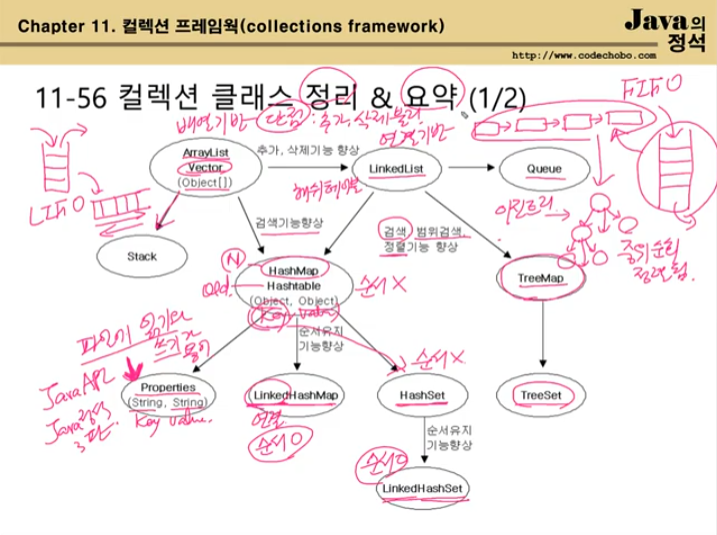 Chapter 11. 컬렉션 프레임웍(collections framework)
Java의
정석
http://www.codechobo.com
11-56 컬렉션 클래스 정리 & 요약 (1/2)
FIFO
배열기반 단점 : 추가, 삭제 불리
연결기반
ArrayList
Vector
(Object[])
추가, 삭제기능 향상
LinkedList
Queue
LIFO
해쉬테이블
이진트리
Stack
검색기능향상
검색, 범위검색,
정렬기능 향상
N
HashMap
Old
Hashtable
(Object, Object)
Key, Value
순서 X
TreeMap
중위순회
파일에 읽기와
쓰기가
순서유지
기능향상
순서 X
Java API
Java정석
3판
Properties
(String, String)
Key Value.
LinkedHashMap
연결
순서 O
HashSet
TreeSet
순서유지
기능향상
순서 O
LinkedHashSet